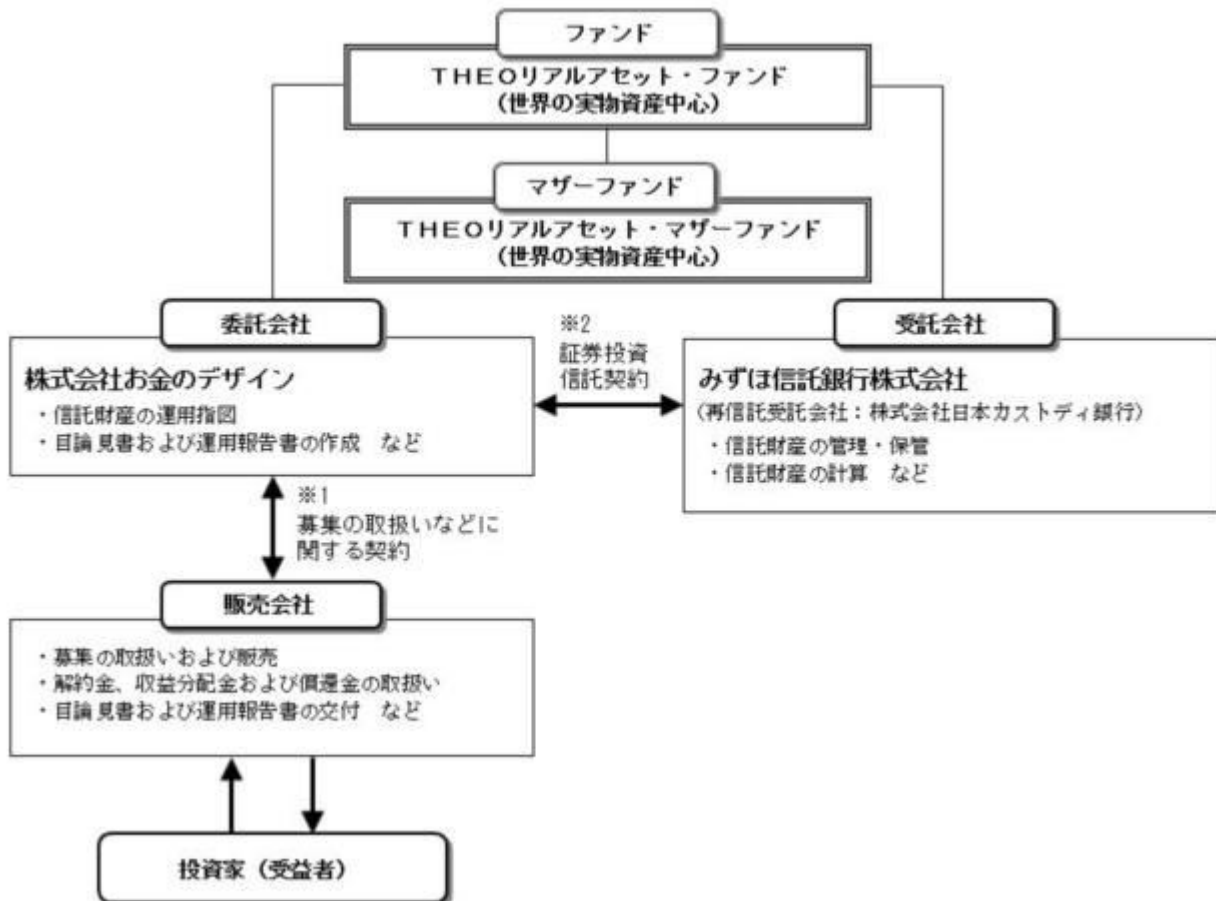 ファンド
THEOリアルアセット・ファンド
(世界の実物資産中心)
マザーファンド
THEOリアルアセット・マザーファンド
(世界の実物資産中心)
委託会社
株式会社お金のデザイン
・信託財産の運用指図
・目論見書および運用報告書の作成 など
※2
証券投資
信託契約
受託会社
みずほ信託銀行株式会社
(再信託受託会社:株式会社日本カストディ銀行)
・信託財産の管理・保管
・信託財産の計算 など
※1
募集の取扱いなどに
関する契約
販売会社
・募集の取扱いおよび販売
・解約金、収益分配金および償還金の取扱い
・目論見書および運用報告書の交付 など
投資家(受益者)